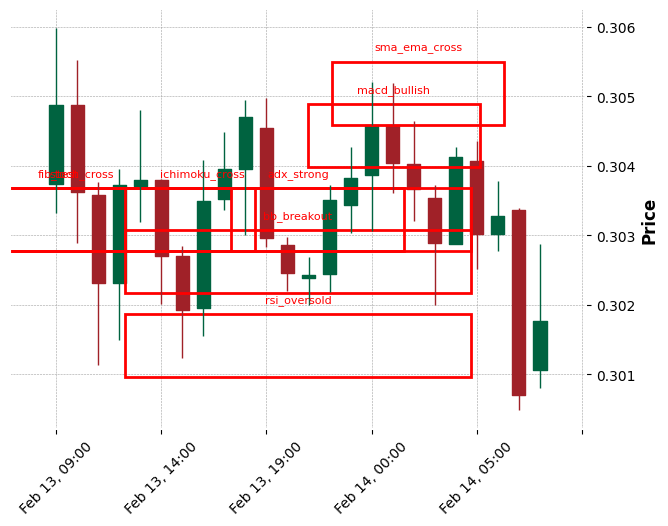 0.306
sma_ema_cross
0.305
macd_bullish
0.304
_cross
ichimoku_cross
adx_strong
_breakout
0.303
Price
rsi_oversold
0.302
0.301
Feb 13, 09:00
Feb 13, 14:00
Feb 13, 19:00
Feb 14, 00:00
Feb 14, 05:00